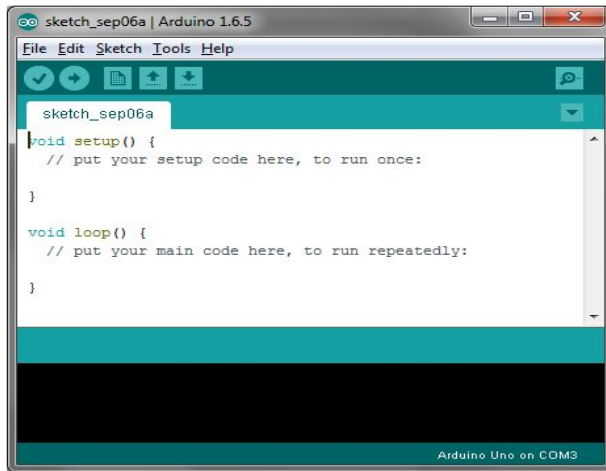 sketch_sep06a | Arduino 1.6.5
File Edit Sketch Tools Help
sketch_sep06a
void setup() {
  // put your setup code here, to run once:
}
void loop() {
  // put your main code here, to run repeatedly:
}
Arduino Uno on COM3